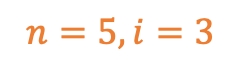 n = 5, i = 3